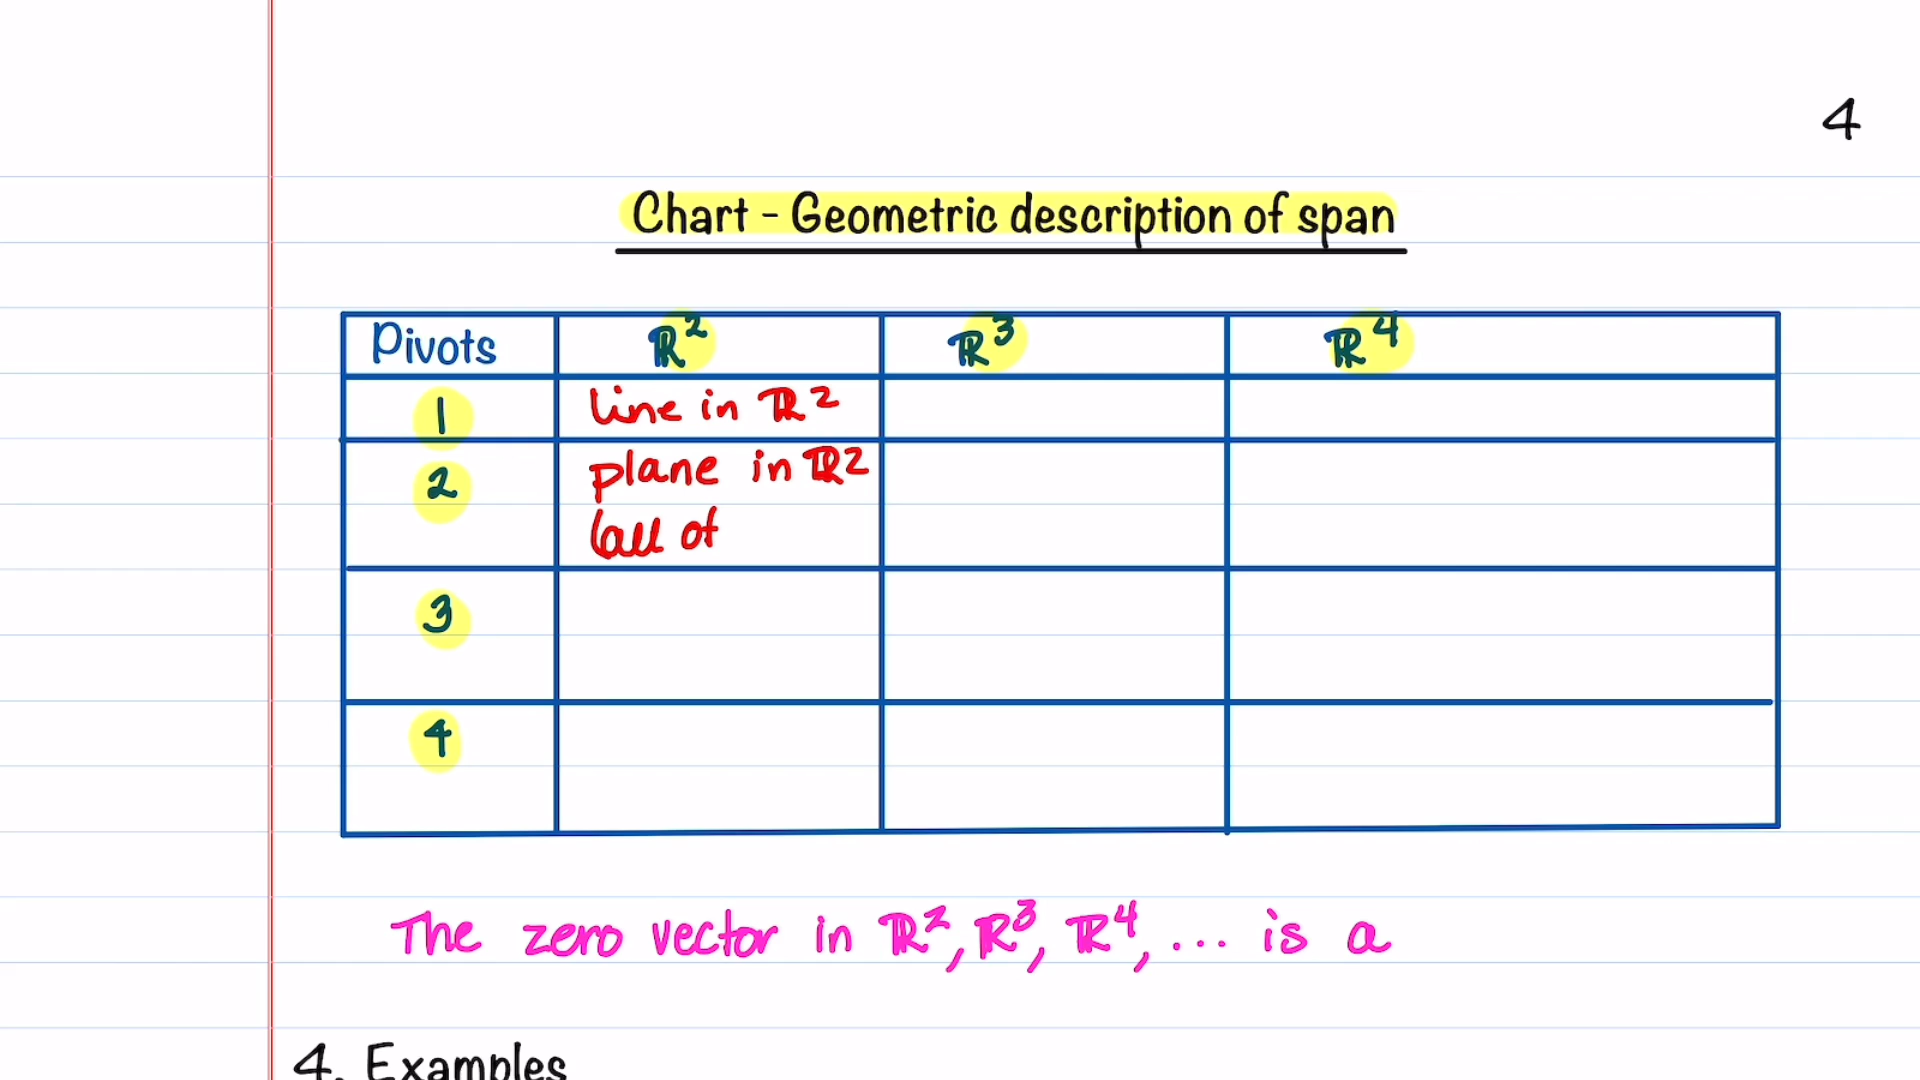 4
Chart - Geometric description of span
Pivots ℝ² ℝ³ ℝ⁴
1 line in ℝ²
2 plane in ℝ²
(all of
3
4
The zero vector in ℝ², ℝ³, ℝ⁴, ... is a
4. Examples